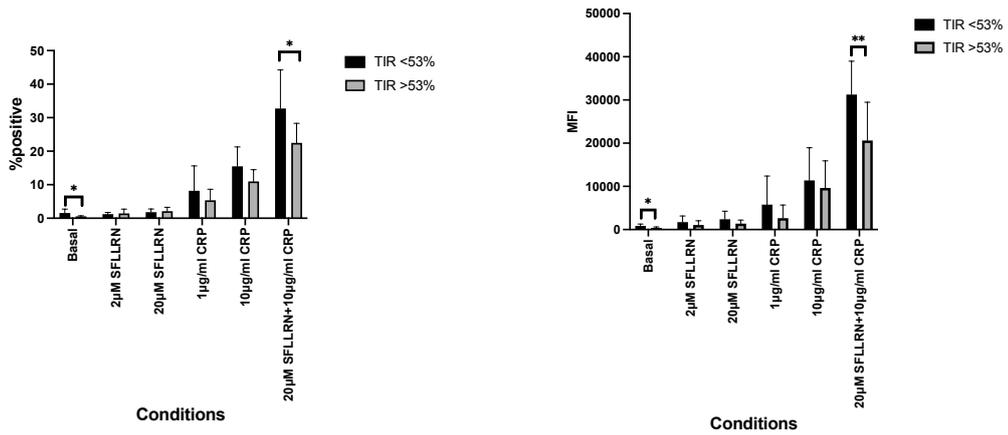 50
40
30
20
10
0
%positive
*
*
TIR <53%
TIR >53%
Basal
2μM SFLLRN
20μM SFLLRN
1μg/ml CRP
10μg/ml CRP
20μM SFLLRN+10μg/ml CRP
Conditions
50000
40000
30000
20000
10000
0
MFI
*
**
TIR <53%
TIR >53%
Basal
2μM SFLLRN
20μM SFLLRN
1μg/ml CRP
10μg/ml CRP
20μM SFLLRN+10μg/ml CRP
Conditions